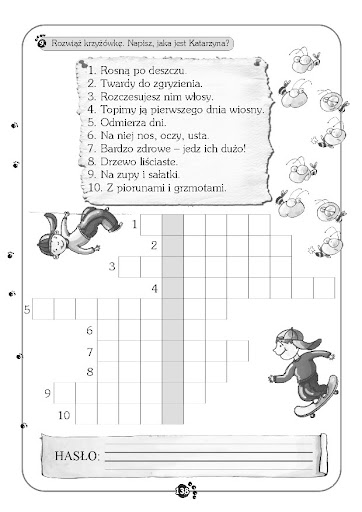 9 Rozwiąż krzyżówkę. Napisz, jaka jest Katarzyna?
1. Rosną po deszczu.
2. Twardy do zgryzienia.
3. Rozczesujesz nim włosy.
4. Topimy ją pierwszego dnia wiosny.
5. Odmierza dni.
6. Na niej nos, oczy, usta.
7. Bardzo zdrowe – jedz ich dużo!
8. Drzewo liściaste.
9. Na zupy i sałatki.
10. Z piorunami i grzmotami.
1
2
3
4
5
6
7
8
9
10
HASŁO:
138